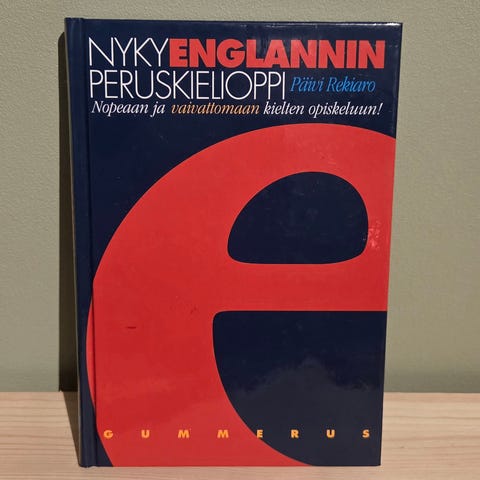 NYKYENGLANNIN
PERUSKIELIOPPI Päivi Rekiaro
Nopeaan ja vaivattomaan kielten opiskeluun!
e
GUMMERUS